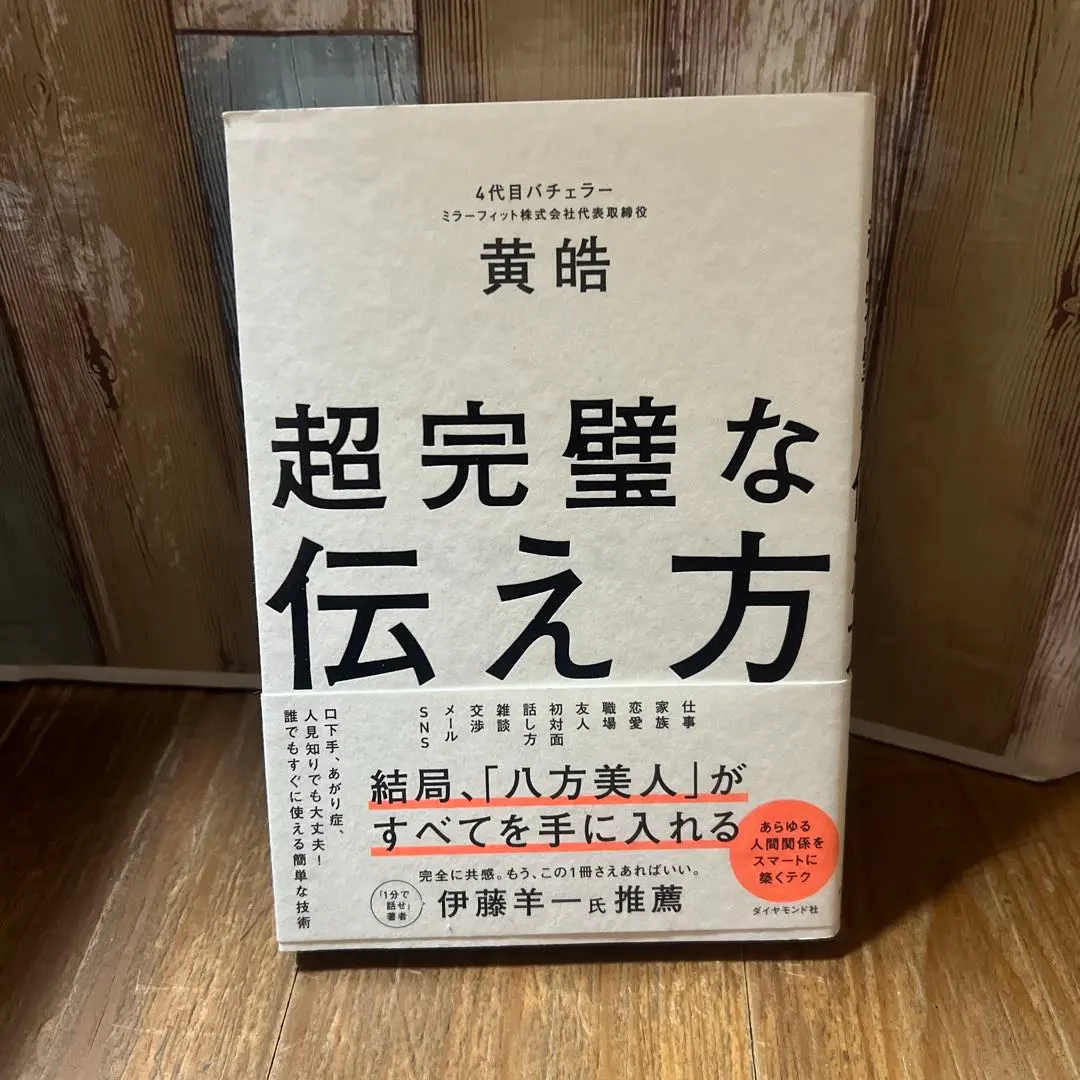 4代目バチェラー
ミラーフィット株式会社代表取締役
黄皓
超完璧な
伝え方
仕事
家族
恋愛
職場
友人
初対面
話し方
雑談
交渉
メール
SNS
口下手、あがり症、
人見知りでも大丈夫！
誰でもすぐに使える簡単な技術
結局、「八方美人」が
すべてを手に入れる
あらゆる
人間関係を
スマートに
築くテク
完全に共感。もう、この1冊さえあればいい。
「1分で
話せ」
著者
伊藤羊一氏 推薦
ダイヤモンド社